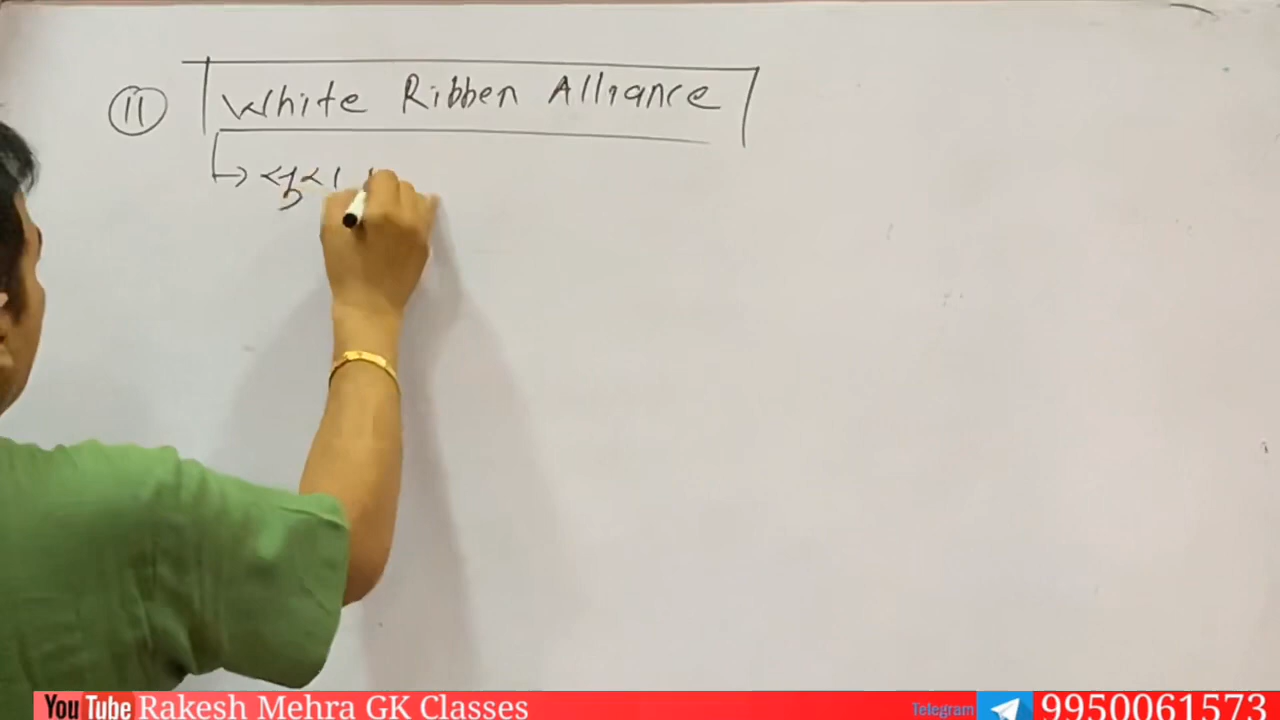 11 White Ribben Alliance
YouTube Rakesh Mehra GK Classes Telegram 9950061573